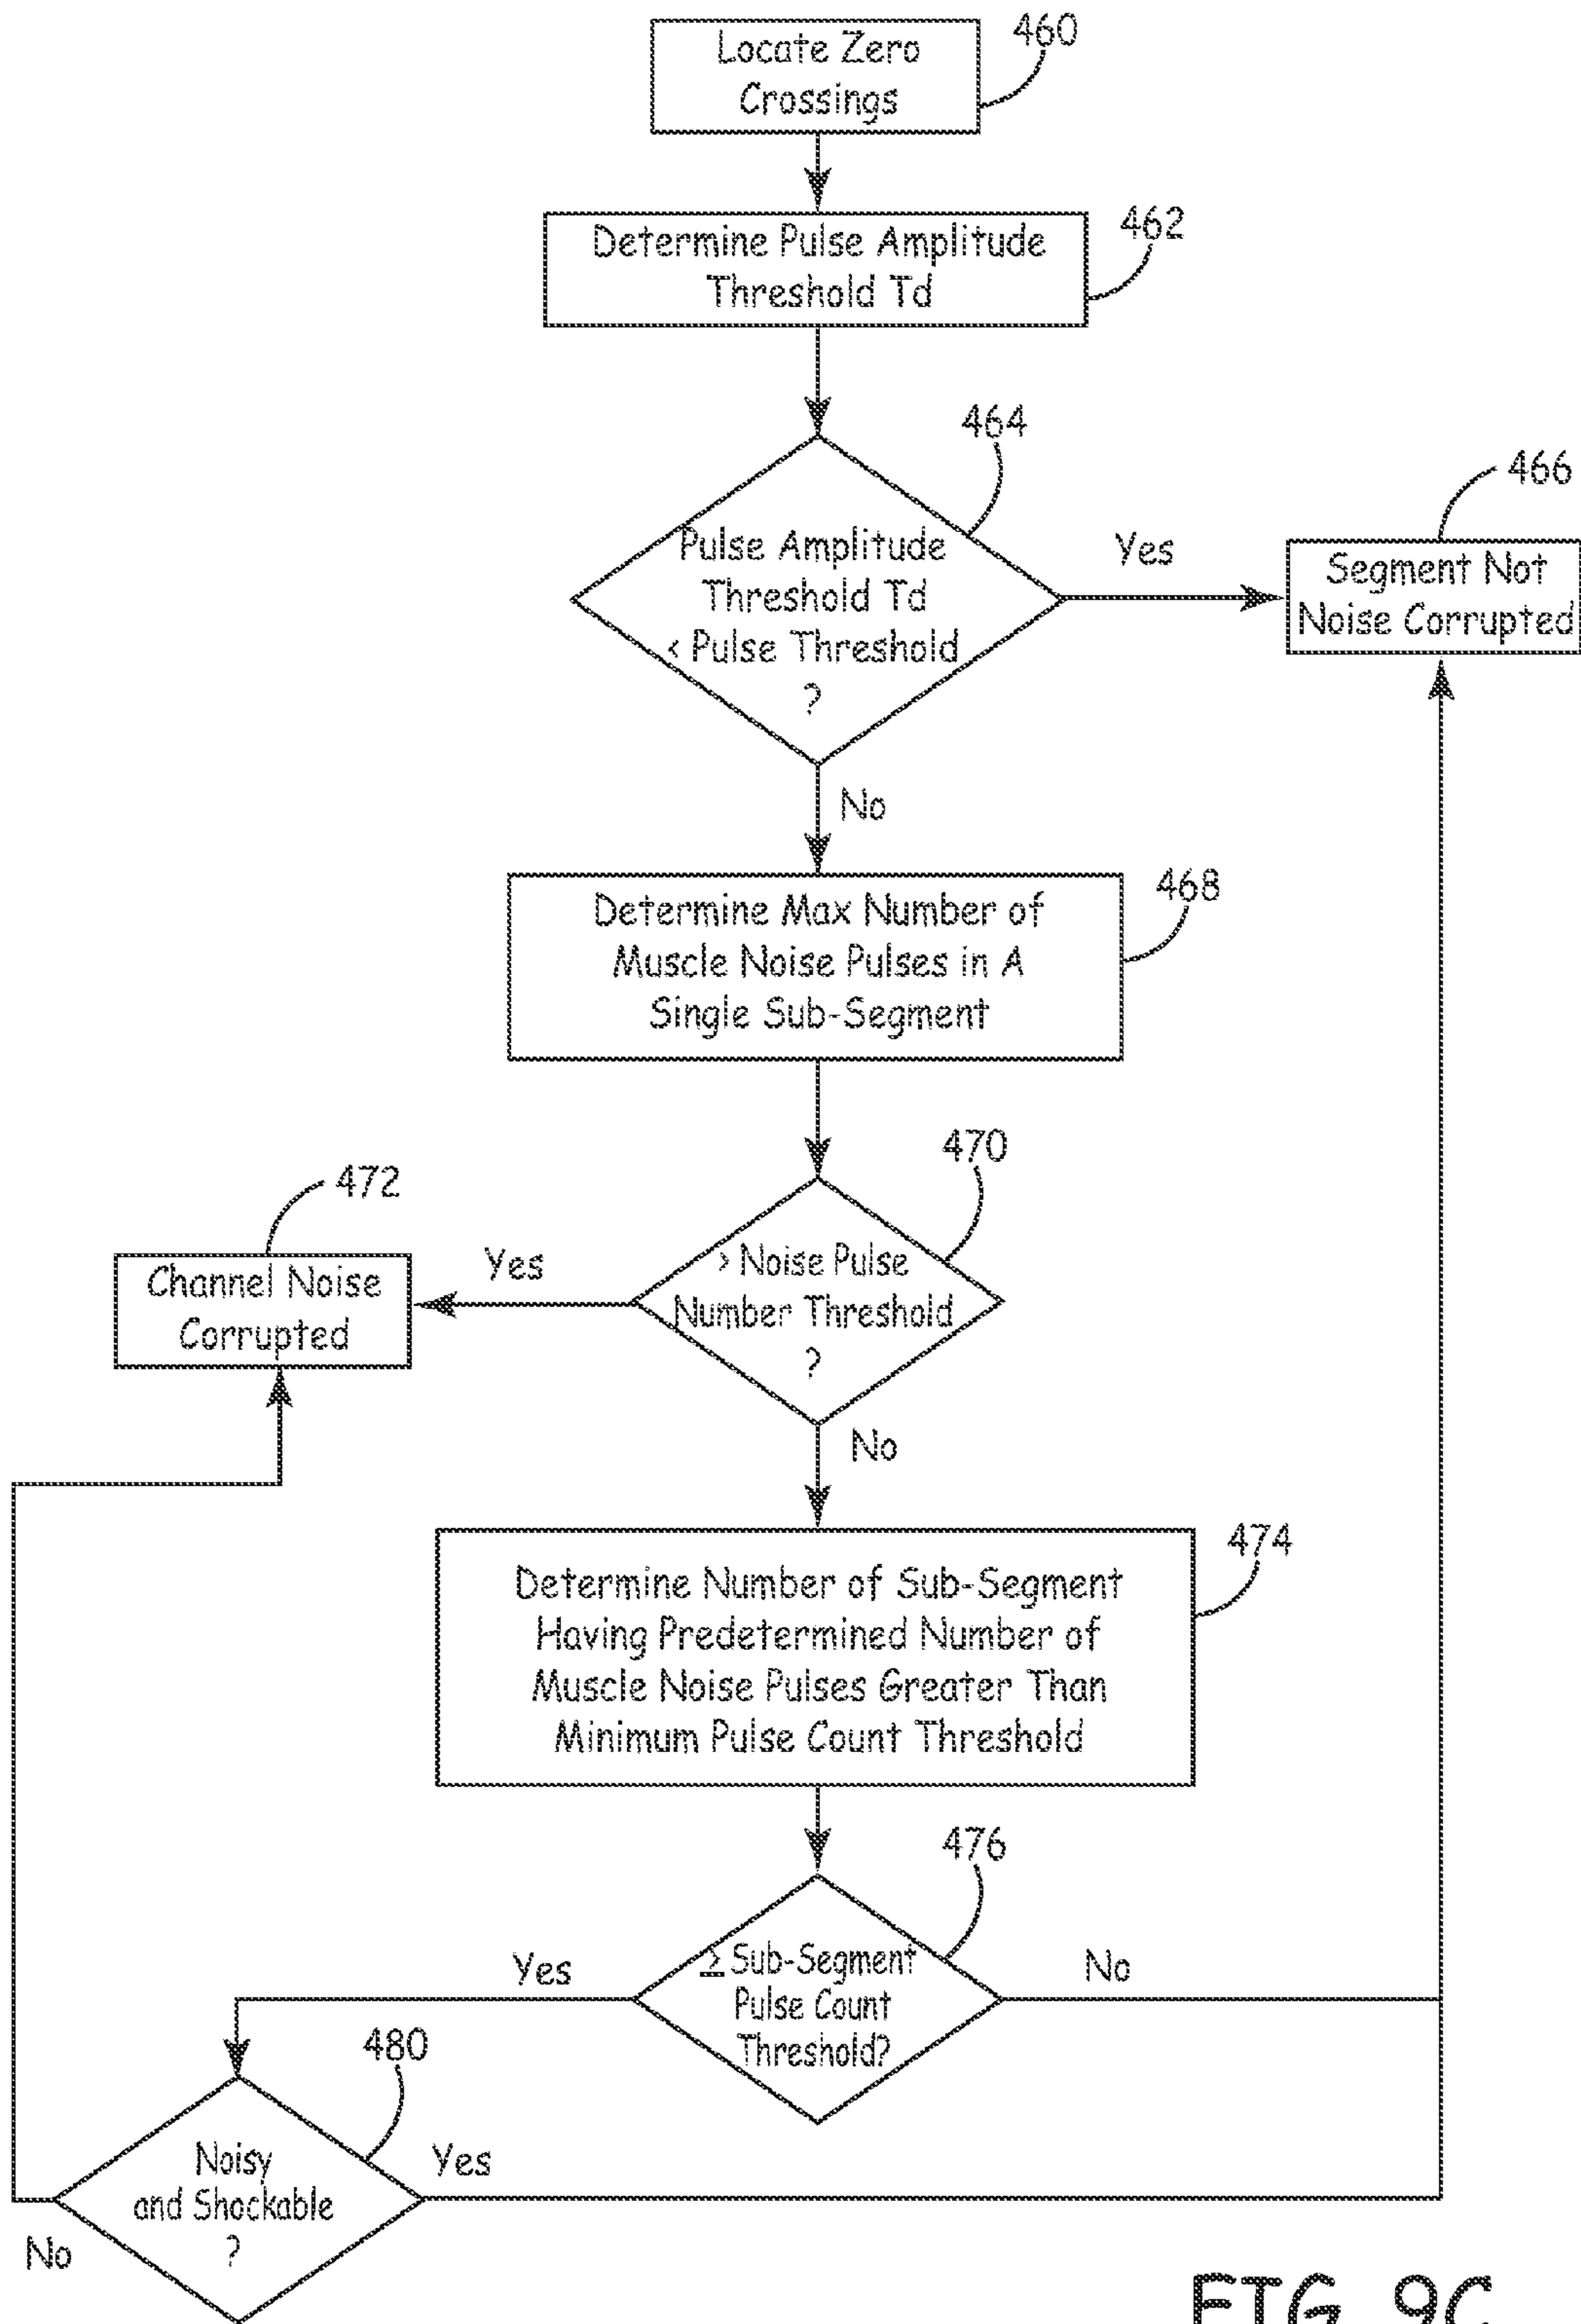 Locate Zero
Crossings
460
Determine Pulse Amplitude
Threshold Td
462
Pulse Amplitude
Threshold Td
< Pulse Threshold
?
464
Yes
466
Segment Not
Noise Corrupted
No
Determine Max Number of
Muscle Noise Pulses in A
Single Sub-Segment
468
> Noise Pulse
Number Threshold
?
470
Yes
472
Channel Noise
Corrupted
No
Determine Number of Sub-Segment
Having Predetermined Number of
Muscle Noise Pulses Greater Than
Minimum Pulse Count Threshold
474
≥ Sub-Segment
Pulse Count
Threshold?
476
Yes
No
480
Noisy
and Shockable
?
Yes
No
FIG. 9C